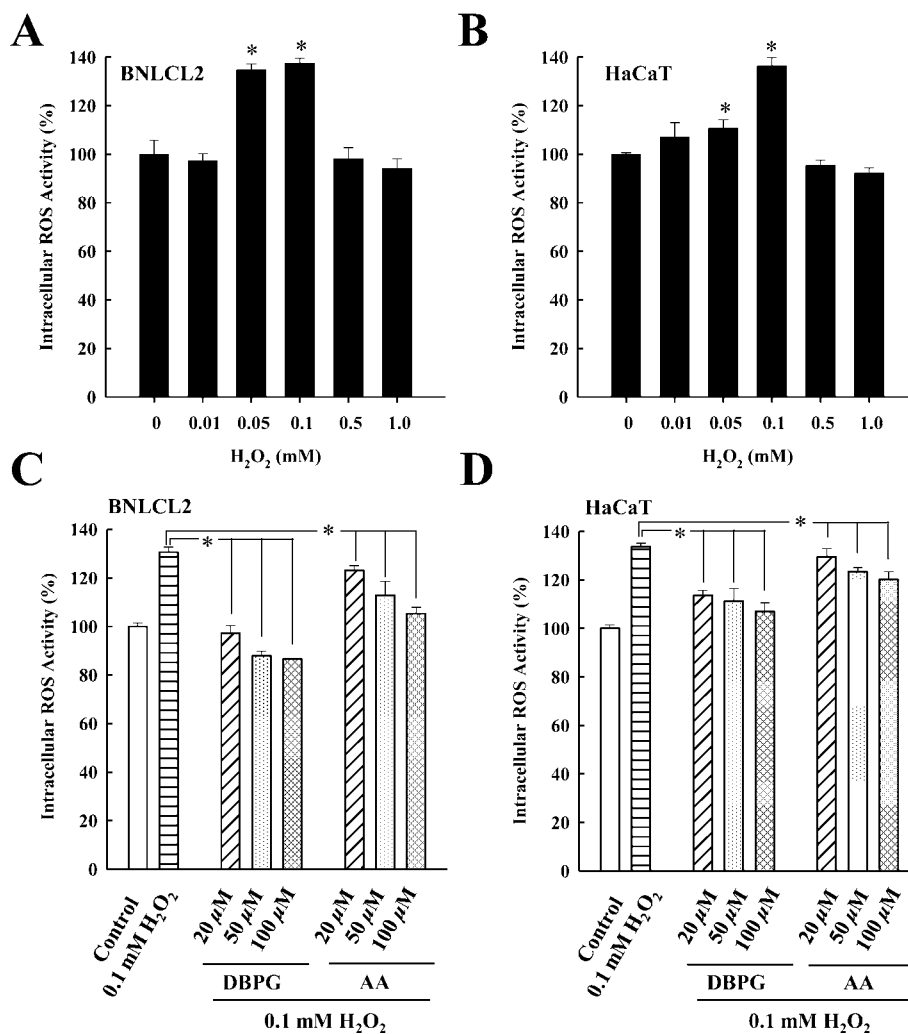 A
BNLCL2
Intracellular ROS Activity (%)
140
120
100
80
60
40
20
0
* *
0 0.01 0.05 0.1 0.5 1.0
H₂O₂ (mM)
B
HaCaT
Intracellular ROS Activity (%)
140
120
100
80
60
40
20
0
* *
0 0.01 0.05 0.1 0.5 1.0
H₂O₂ (mM)
C
BNLCL2
Intracellular ROS Activity (%)
140
120
100
80
60
40
20
0
* *
Control
0.1 mM H₂O₂
20 µM
50 µM
100 µM
20 µM
50 µM
100 µM
DBPG AA
0.1 mM H₂O₂
D
HaCaT
Intracellular ROS Activity (%)
140
120
100
80
60
40
20
0
* *
Control
0.1 mM H₂O₂
20 µM
50 µM
100 µM
20 µM
50 µM
100 µM
DBPG AA
0.1 mM H₂O₂